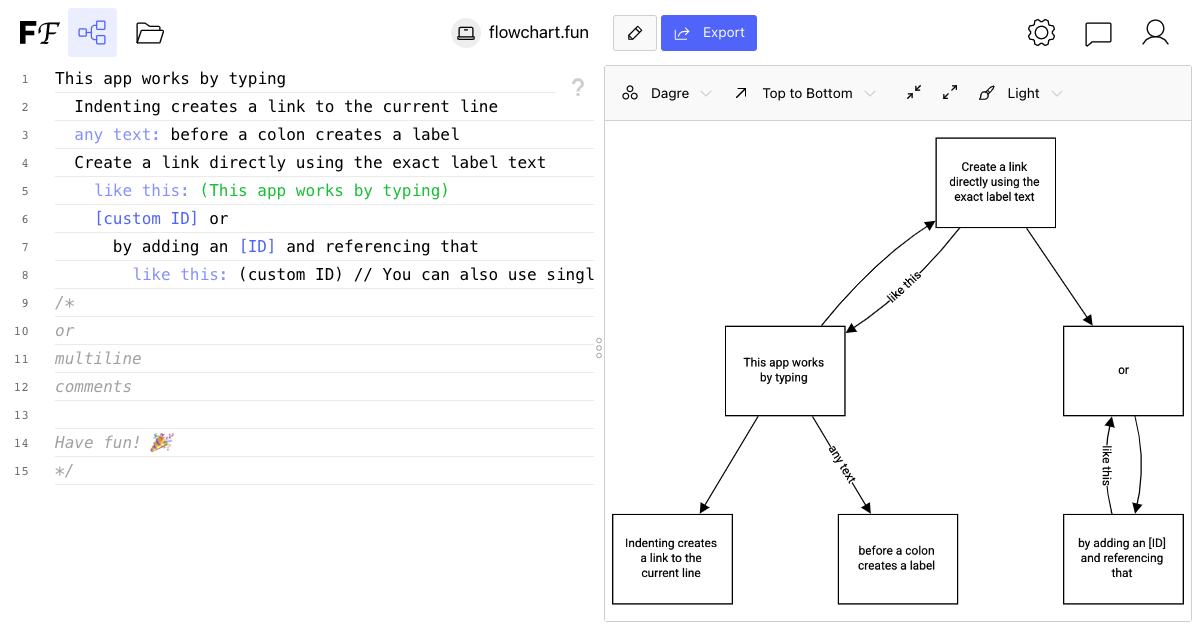 FF
flowchart.fun
Export
1 This app works by typing
?
2 Indenting creates a link to the current line
3 any text: before a colon creates a label
4 Create a link directly using the exact label text
5 like this: (This app works by typing)
6 [custom ID] or
7 by adding an [ID] and referencing that
8 like this: (custom ID) // You can also use singl
9 /*
10 or
11 multiline
12 comments
13
14 Have fun! 🎉
15 */
Dagre
Top to Bottom
Light
Create a link
directly using the
exact label text
like this
This app works
by typing
or
any text
like this
Indenting creates
a link to the
current line
before a colon
creates a label
by adding an [ID]
and referencing
that